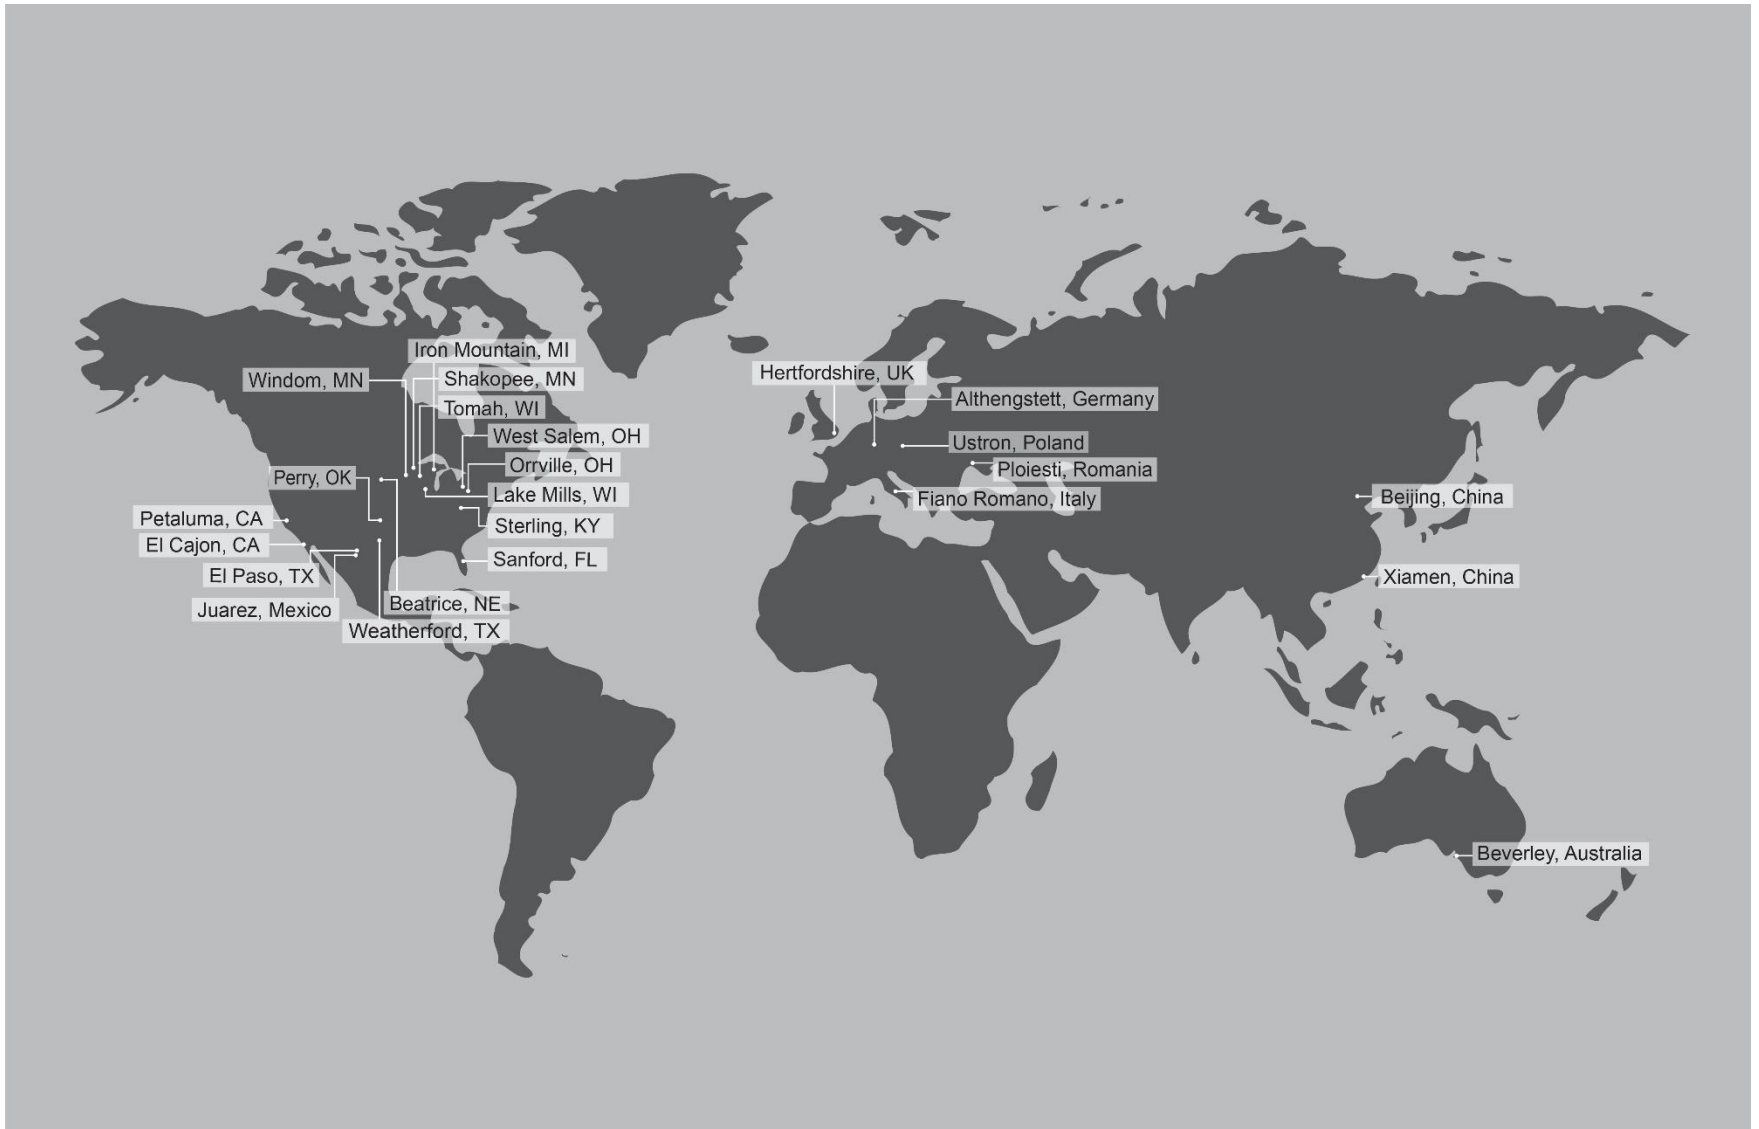 Iron Mountain, MI
Windom, MN
Shakopee, MN
Tomah, WI
West Salem, OH
Orrville, OH
Perry, OK
Lake Mills, WI
Petaluma, CA
Sterling, KY
El Cajon, CA
Sanford, FL
El Paso, TX
Juarez, Mexico
Beatrice, NE
Weatherford, TX
Hertfordshire, UK
Althengstett, Germany
Ustron, Poland
Ploiesti, Romania
Fiano Romano, Italy
Beijing, China
Xiamen, China
Beverley, Australia